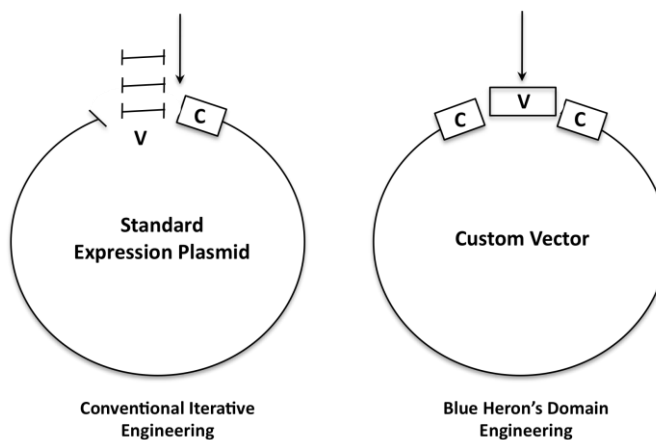 C
V
Standard
Expression Plasmid
Conventional Iterative
Engineering
V
C
C
Custom Vector
Blue Heron's Domain
Engineering